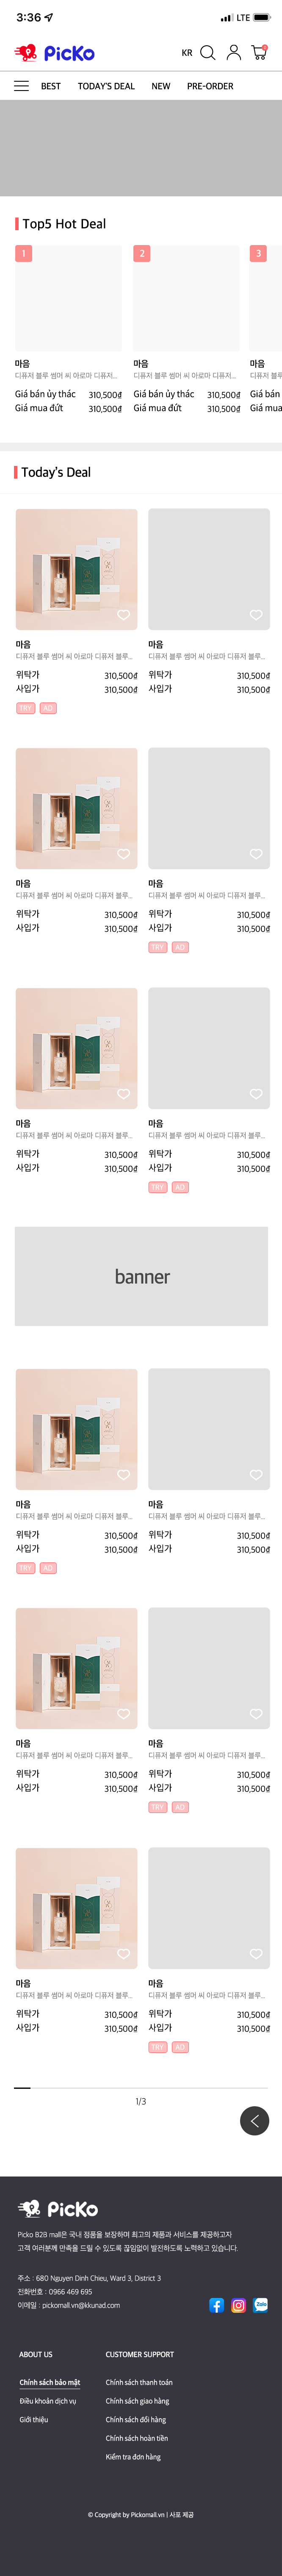 3:36 LTE
PicKo KR
BEST TODAY'S DEAL NEW PRE-ORDER
Top5 Hot Deal
1 2 3
마음 마음 마음
디퓨저 블루 썸머 씨 아로마 디퓨저... 디퓨저 블루 썸머 씨 아로마 디퓨저... 디퓨저 블루
Giá bán ủy thác 310,500₫ Giá bán ủy thác 310,500₫ Giá bán
Giá mua đứt 310,500₫ Giá mua đứt 310,500₫ Giá mua
Today's Deal
마음 마음
디퓨저 블루 썸머 씨 아로마 디퓨저 블루... 디퓨저 블루 썸머 씨 아로마 디퓨저 블루...
위탁가 310,500₫ 위탁가 310,500₫
사입가 310,500₫ 사입가 310,500₫
TRY AD
마음 마음
디퓨저 블루 썸머 씨 아로마 디퓨저 블루... 디퓨저 블루 썸머 씨 아로마 디퓨저 블루...
위탁가 310,500₫ 위탁가 310,500₫
사입가 310,500₫ 사입가 310,500₫
TRY AD
마음 마음
디퓨저 블루 썸머 씨 아로마 디퓨저 블루... 디퓨저 블루 썸머 씨 아로마 디퓨저 블루...
위탁가 310,500₫ 위탁가 310,500₫
사입가 310,500₫ 사입가 310,500₫
TRY AD
banner
마음 마음
디퓨저 블루 썸머 씨 아로마 디퓨저 블루... 디퓨저 블루 썸머 씨 아로마 디퓨저 블루...
위탁가 310,500₫ 위탁가 310,500₫
사입가 310,500₫ 사입가 310,500₫
TRY AD
마음 마음
디퓨저 블루 썸머 씨 아로마 디퓨저 블루... 디퓨저 블루 썸머 씨 아로마 디퓨저 블루...
위탁가 310,500₫ 위탁가 310,500₫
사입가 310,500₫ 사입가 310,500₫
TRY AD
마음 마음
디퓨저 블루 썸머 씨 아로마 디퓨저 블루... 디퓨저 블루 썸머 씨 아로마 디퓨저 블루...
위탁가 310,500₫ 위탁가 310,500₫
사입가 310,500₫ 사입가 310,500₫
TRY AD
1/3
PicKo
Picko B2B mall은 국내 정품을 보장하며 최고의 제품과 서비스를 제공하고자
고객 여러분께 만족을 드릴 수 있도록 끊임없이 발전하도록 노력하고 있습니다.
주소 : 680 Nguyen Dinh Chieu, Ward 3, District 3
전화번호 : 0966 469 695
이메일 : pickomall.vn@kkunad.com
Zalo
ABOUT US CUSTOMER SUPPORT
Chính sách bảo mật Chính sách thanh toán
Điều khoản dịch vụ Chính sách giao hàng
Giới thiệu Chính sách đổi hàng
Chính sách hoàn tiền
Kiểm tra đơn hàng
© Copyright by Pickomall.vn | 사포 제공